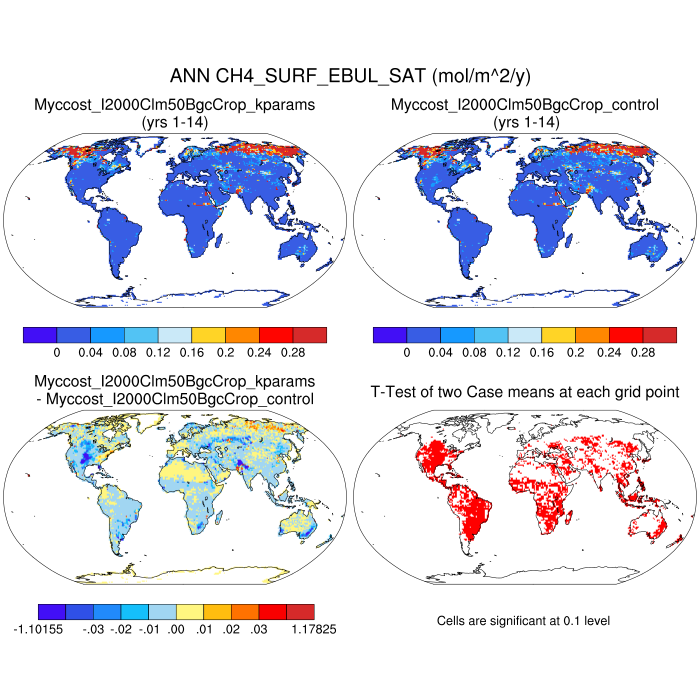 ANN CH4_SURF_EBUL_SAT (mol/m^2/y)
Myccost_I2000Clm50BgcCrop_kparams
(yrs 1-14)
Myccost_I2000Clm50BgcCrop_control
(yrs 1-14)
0 0.04 0.08 0.12 0.16 0.2 0.24 0.28
0 0.04 0.08 0.12 0.16 0.2 0.24 0.28
Myccost_I2000Clm50BgcCrop_kparams
- Myccost_I2000Clm50BgcCrop_control
T-Test of two Case means at each grid point
-1.10155 -.03 -.02 -.01 .00 .01 .02 .03 1.17825
Cells are significant at 0.1 level